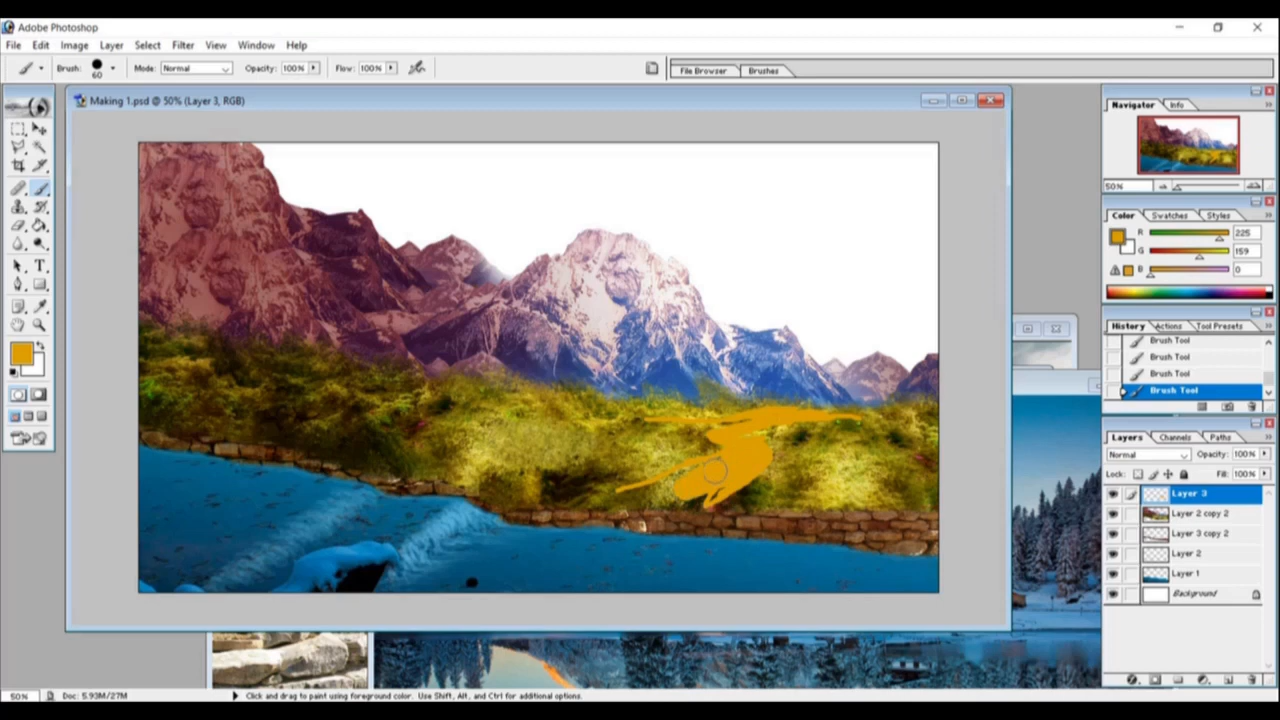 Adobe Photoshop
File Edit Image Layer Select Filter View Window Help
Brush: 60 Mode: Normal Opacity: 100% Flow: 100% File Browser Brushes
Making 1.psd @ 50% (Layer 3, RGB)
Navigator Info
50%
Color Swatches Styles
R 225
G 159
B 0
History Actions Tool Presets
Brush Tool
Brush Tool
Brush Tool
Brush Tool
Layers Channels Paths
Normal Opacity: 100%
Lock: Fill: 100%
Layer 3
Layer 2 copy 2
Layer 3 copy 2
Layer 2
Layer 1
Background
50% Doc: 5.93M/27M Click and drag to paint using foreground color. Use Shift, Alt, and Ctrl for additional options.